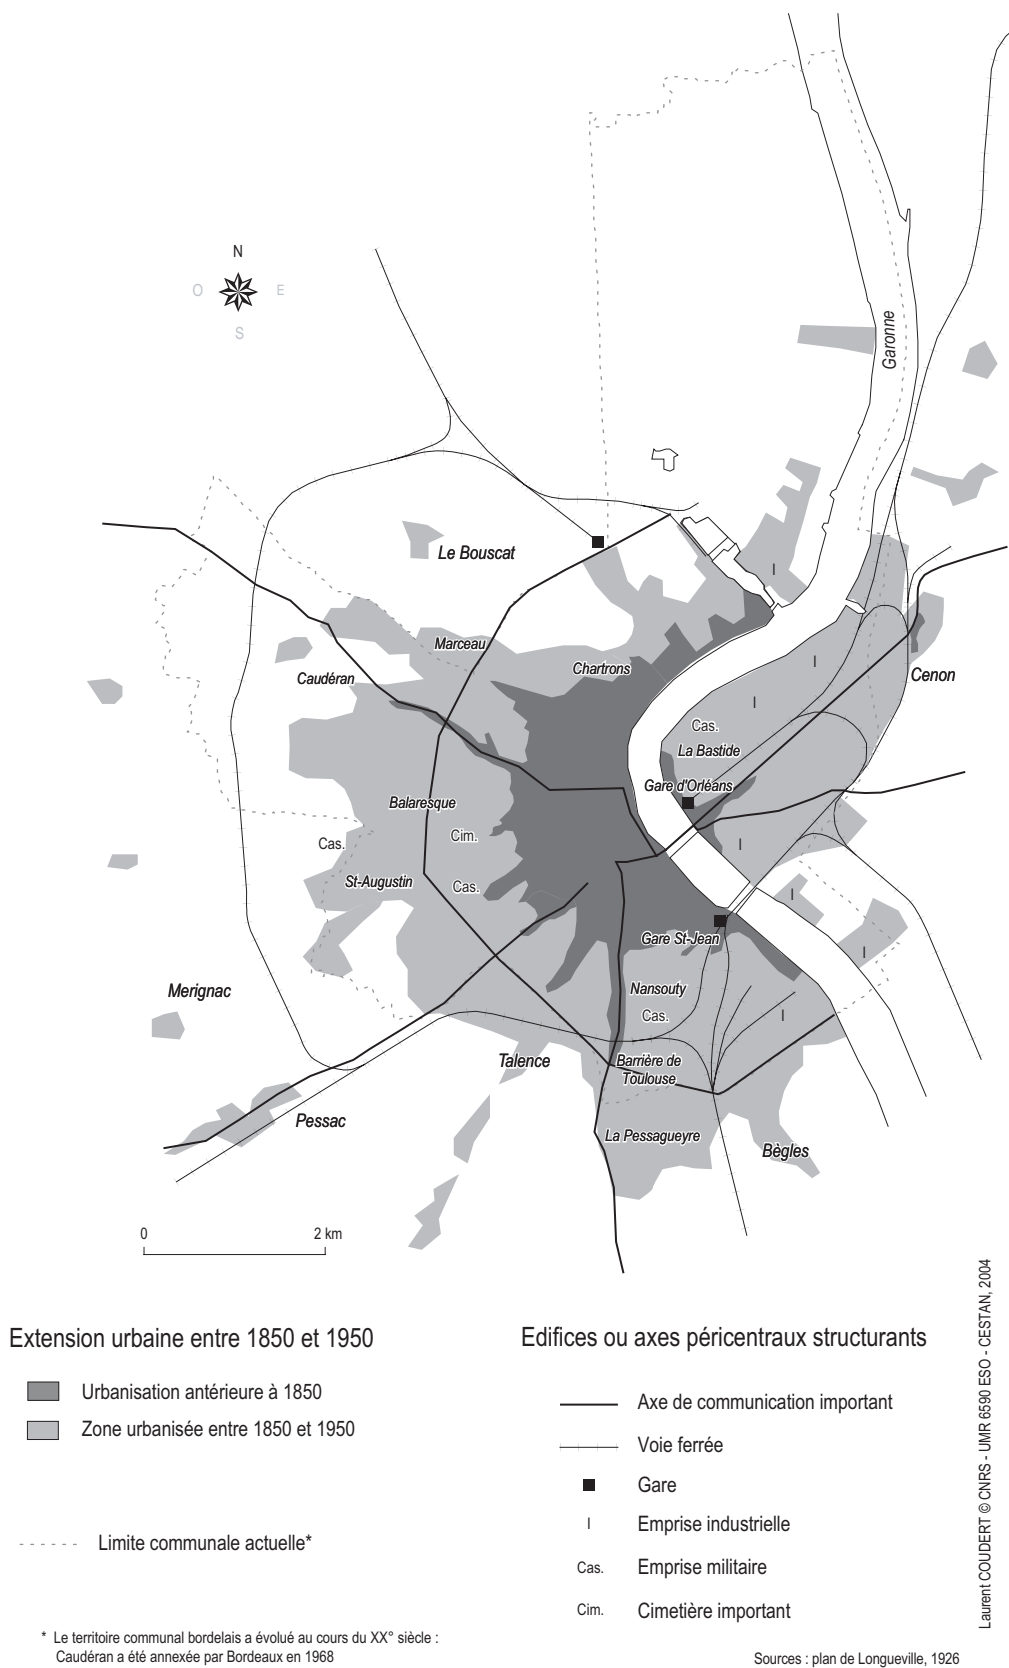 N
O
E
S
Garonne
Le Bouscat
I
Marceau
Chartrons
Caudéran
I
Cenon
I
Cas.
La Bastide
Gare d'Orléans
Balaresque
Cim.
Cas.
I
St-Augustin
Cas.
I
Gare St-Jean
I
Merignac
Nansouty
Cas.
I
Talence
Barrière de
Toulouse
Pessac
La Pessagueyre
Bègles
0
2 km
Extension urbaine entre 1850 et 1950
Urbanisation antérieure à 1850
Zone urbanisée entre 1850 et 1950
Limite communale actuelle*
* Le territoire communal bordelais a évolué au cours du XX° siècle :
Caudéran a été annexée par Bordeaux en 1968
Edifices ou axes péricentraux structurants
Axe de communication important
Voie ferrée
Gare
I Emprise industrielle
Cas. Emprise militaire
Cim. Cimetière important
Sources : plan de Longueville, 1926
Laurent COUDERT © CNRS - UMR 6590 ESO - CESTAN, 2004